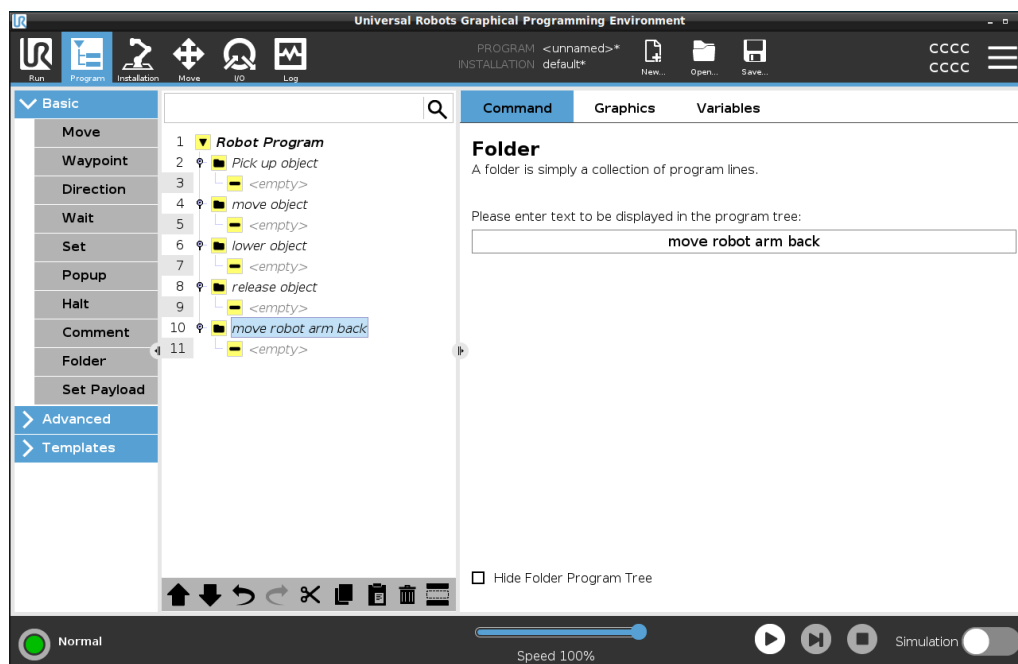 UR
Universal Robots Graphical Programming Environment
UR
Run
Program
Installation
Move
I/O
Log
PROGRAM <unnamed>*
INSTALLATION default*
New...
Open...
Save...
CCCC
CCCC
Basic
Move
Waypoint
Direction
Wait
Set
Popup
Halt
Comment
Folder
Set Payload
Advanced
Templates
1 Robot Program
2 Pick up object
3 <empty>
4 move object
5 <empty>
6 lower object
7 <empty>
8 release object
9 <empty>
10 move robot arm back
11 <empty>
Command Graphics Variables
Folder
A folder is simply a collection of program lines.
Please enter text to be displayed in the program tree:
move robot arm back
Hide Folder Program Tree
Normal
Speed 100%
Simulation